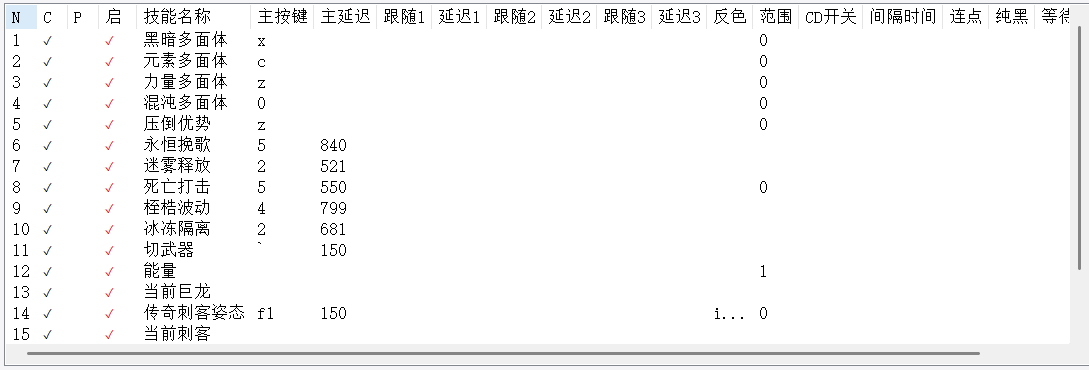 N C P 启 技能名称 主按键 主延迟 跟随1 延迟1 跟随2 延迟2 跟随3 延迟3 反色 范围 CD开关 间隔时间 连点 纯黑 等待
1 ✓ ✓ 黑暗多面体 x 0
2 ✓ ✓ 元素多面体 c 0
3 ✓ ✓ 力量多面体 z 0
4 ✓ ✓ 混沌多面体 0 0
5 ✓ ✓ 压倒优势 z 0
6 ✓ ✓ 永恒挽歌 5 840
7 ✓ ✓ 迷雾释放 2 521
8 ✓ ✓ 死亡打击 5 550 0
9 ✓ ✓ 桎梏波动 4 799
10 ✓ ✓ 冰冻隔离 2 681
11 ✓ ✓ 切武器 ` 150
12 ✓ ✓ 能量 1
13 ✓ ✓ 当前巨龙
14 ✓ ✓ 传奇刺客姿态 f1 150 i... 0
15 ✓ ✓ 当前刺客